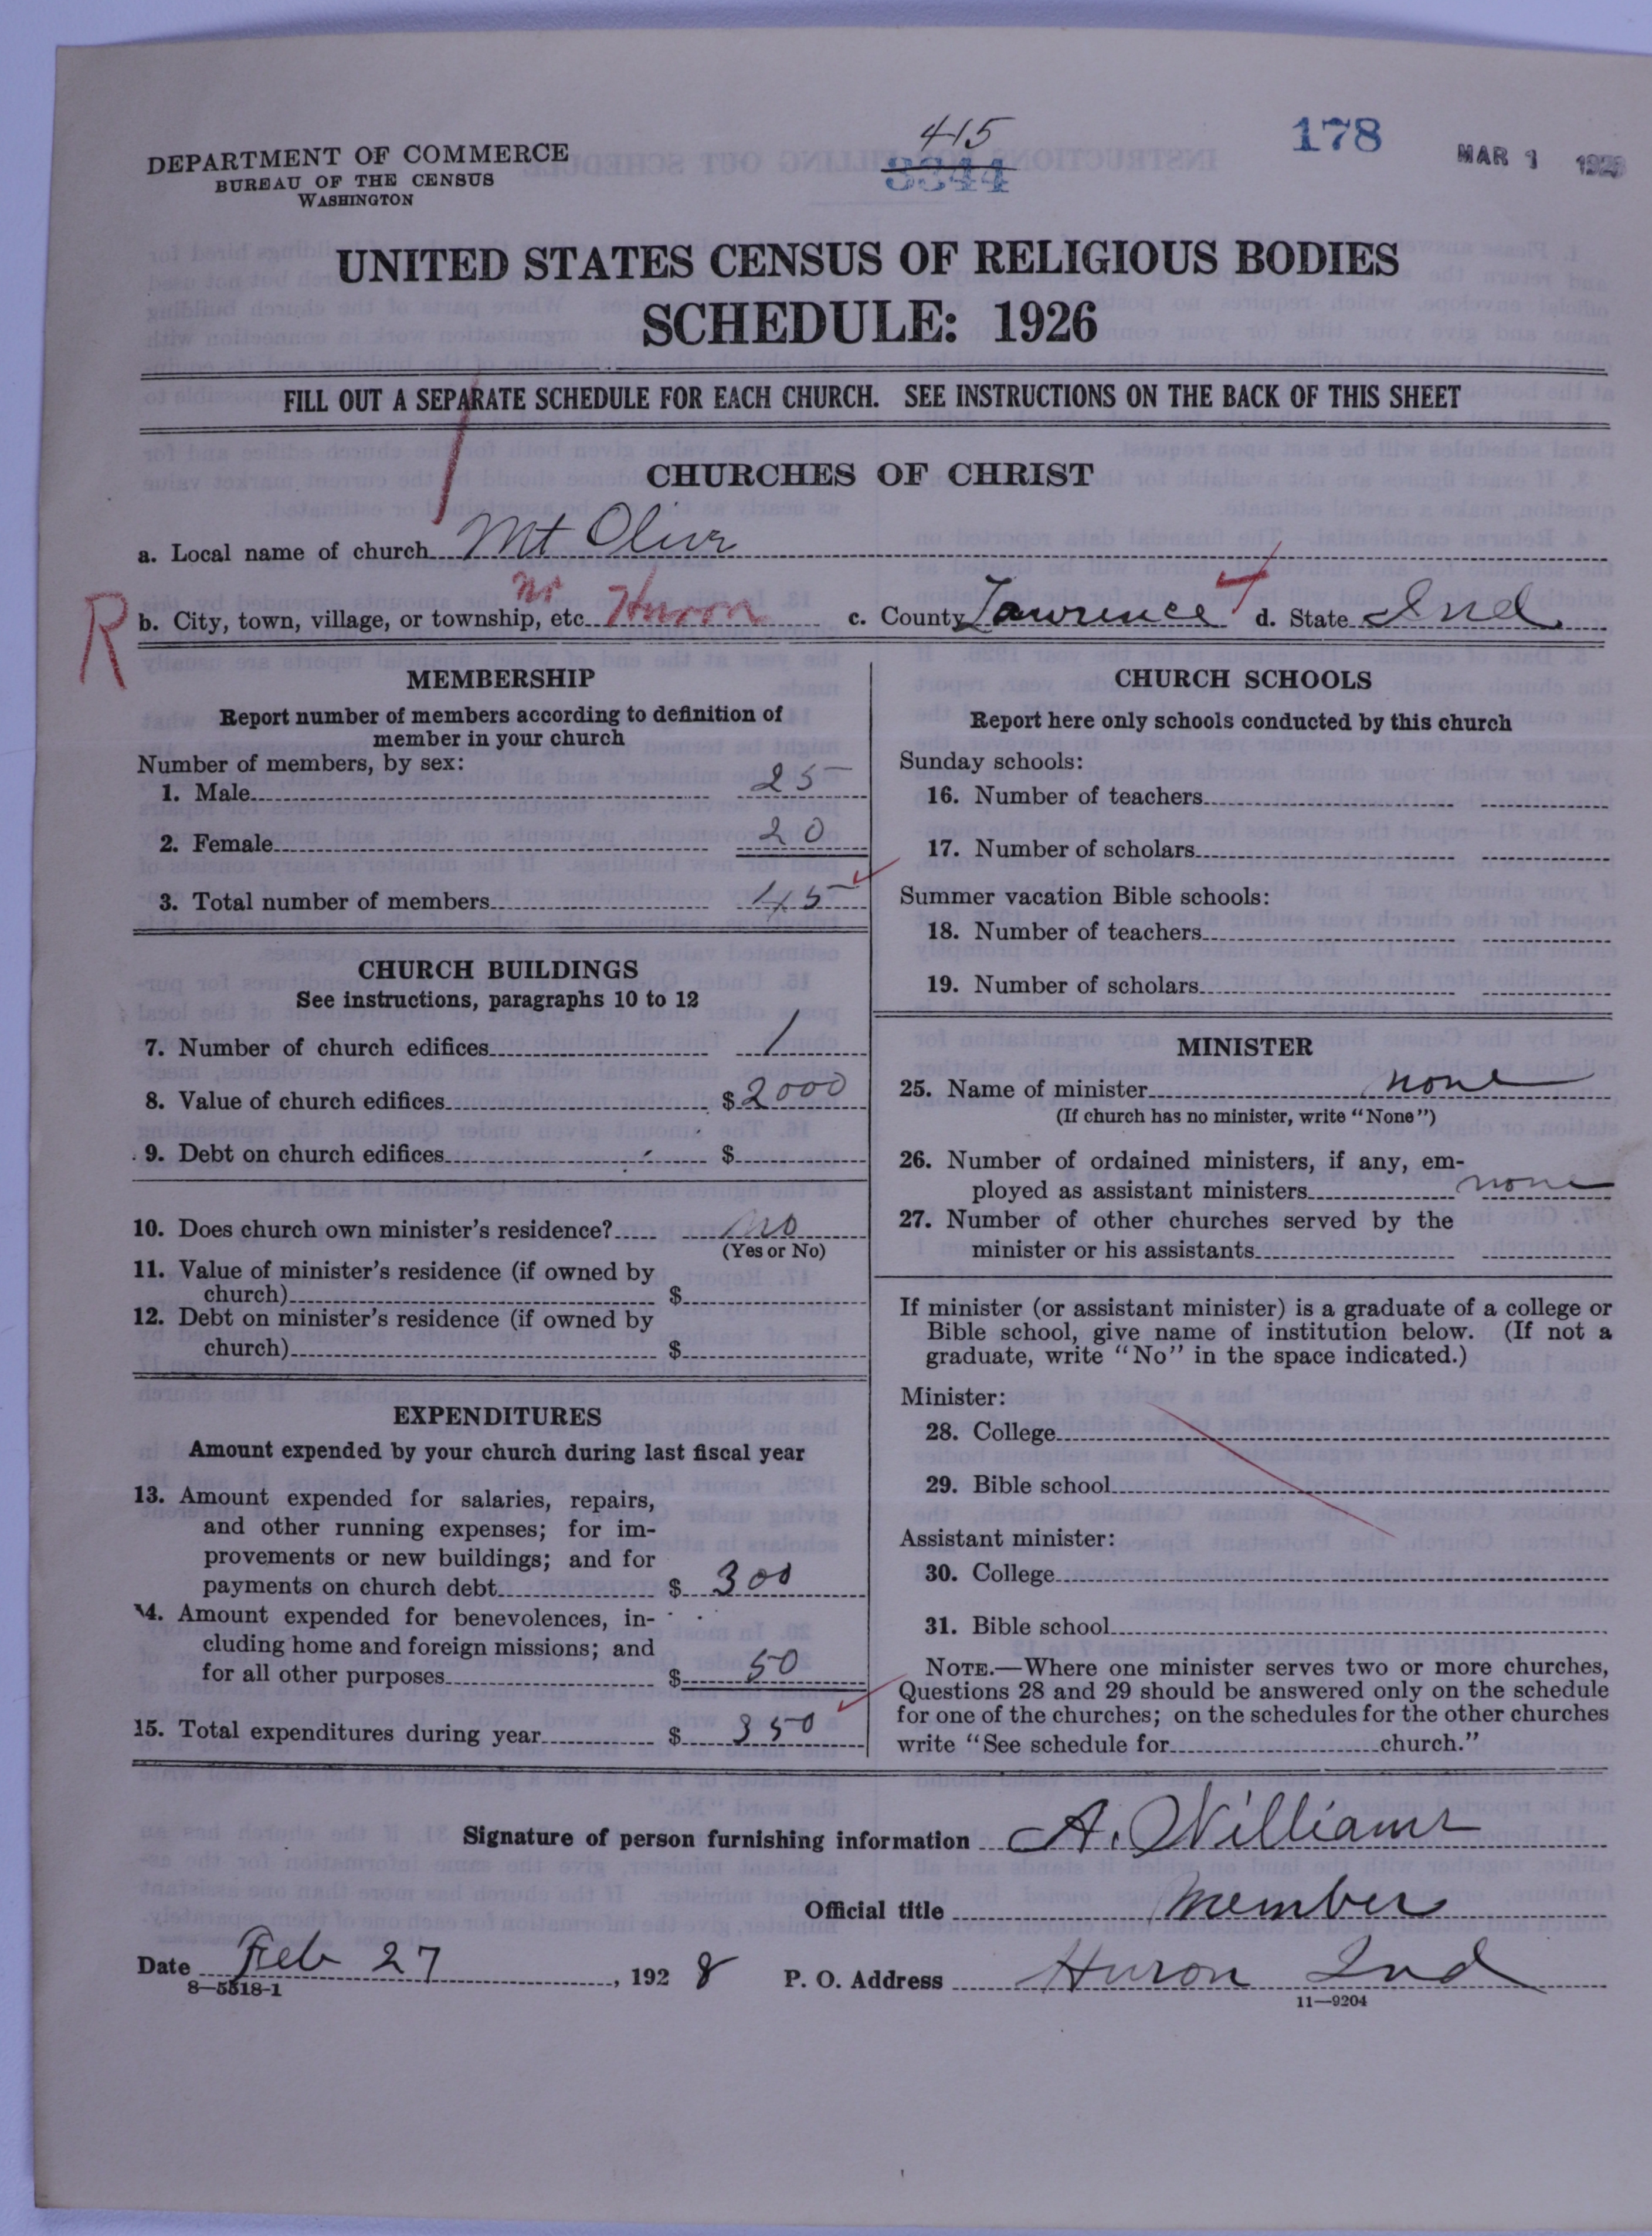 415
178
MAR 1 1928
3344
DEPARTMENT OF COMMERCE
BUREAU OF THE CENSUS
WASHINGTON
UNITED STATES CENSUS OF RELIGIOUS BODIES
SCHEDULE: 1926
FILL OUT A SEPARATE SCHEDULE FOR EACH CHURCH. SEE INSTRUCTIONS ON THE BACK OF THIS SHEET
CHURCHES OF CHRIST
a. Local name of church Mt Olive
R b. City, town, village, or township, etc nr Huron c. County Lawrence d. State Ind
MEMBERSHIP
Report number of members according to definition of
member in your church
Number of members, by sex:
1. Male 25
2. Female 20
3. Total number of members 45
CHURCH BUILDINGS
See instructions, paragraphs 10 to 12
7. Number of church edifices 1
8. Value of church edifices $ 2000
9. Debt on church edifices $
10. Does church own minister's residence? no
(Yes or No)
11. Value of minister's residence (if owned by
church) $
12. Debt on minister's residence (if owned by
church) $
EXPENDITURES
Amount expended by your church during last fiscal year
13. Amount expended for salaries, repairs,
and other running expenses; for im-
provements or new buildings; and for
payments on church debt $ 300
14. Amount expended for benevolences, in-
cluding home and foreign missions; and
for all other purposes $ 50
15. Total expenditures during year $ 350
CHURCH SCHOOLS
Report here only schools conducted by this church
Sunday schools:
16. Number of teachers
17. Number of scholars
Summer vacation Bible schools:
18. Number of teachers
19. Number of scholars
MINISTER
25. Name of minister none
(If church has no minister, write "None")
26. Number of ordained ministers, if any, em-
ployed as assistant ministers none
27. Number of other churches served by the
minister or his assistants
If minister (or assistant minister) is a graduate of a college or
Bible school, give name of institution below. (If not a
graduate, write "No" in the space indicated.)
Minister:
28. College
29. Bible school
Assistant minister:
30. College
31. Bible school
NOTE.—Where one minister serves two or more churches,
Questions 28 and 29 should be answered only on the schedule
for one of the churches; on the schedules for the other churches
write "See schedule for church."
Signature of person furnishing information A. Williams
Official title member
Date Feb 27, 1928 P. O. Address Huron Ind
8—5518-1
11—9204